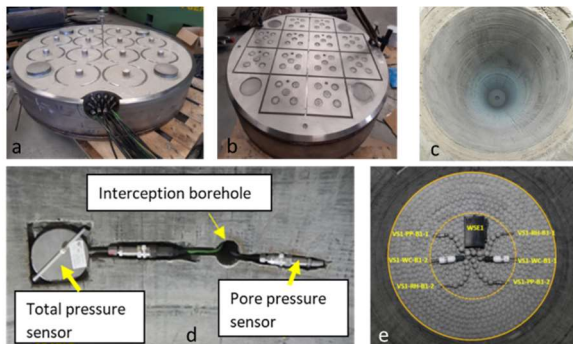 a
b
c
Interception borehole
Total pressure
sensor
Pore pressure
sensor
d
WSE1
VS1-PP-B1-1
VS1-RH-B1-1
VS1-WC-B1-2
VS1-WC-B1-1
VS1-RH-B1-2
VS1-PP-B1-2
e